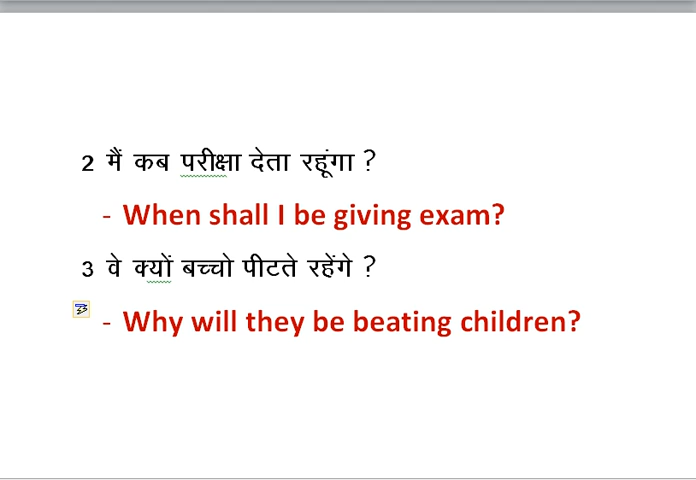 2 मैं कब परीक्षा देता रहूंगा ?
- When shall I be giving exam?
3 वे क्यों बच्चो पीटते रहेंगे ?
- Why will they be beating children?